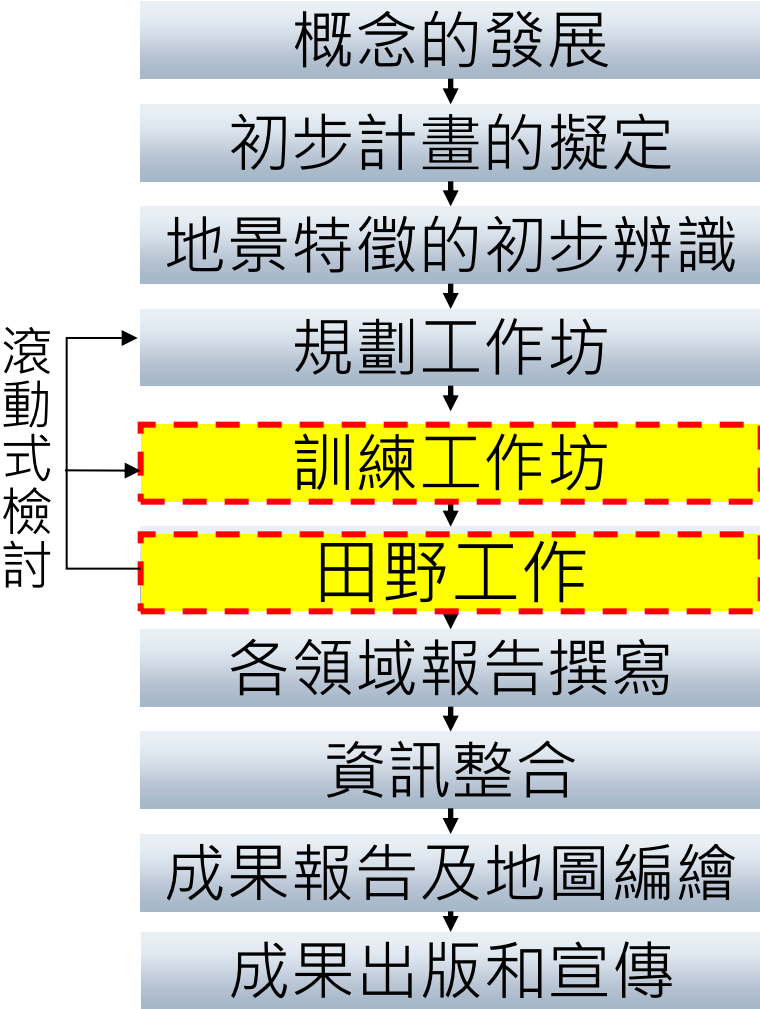 概念的發展
初步計畫的擬定
地景特徵的初步辨識
規劃工作坊
訓練工作坊
田野工作
各領域報告撰寫
資訊整合
成果報告及地圖編繪
成果出版和宣傳
滾動式檢討